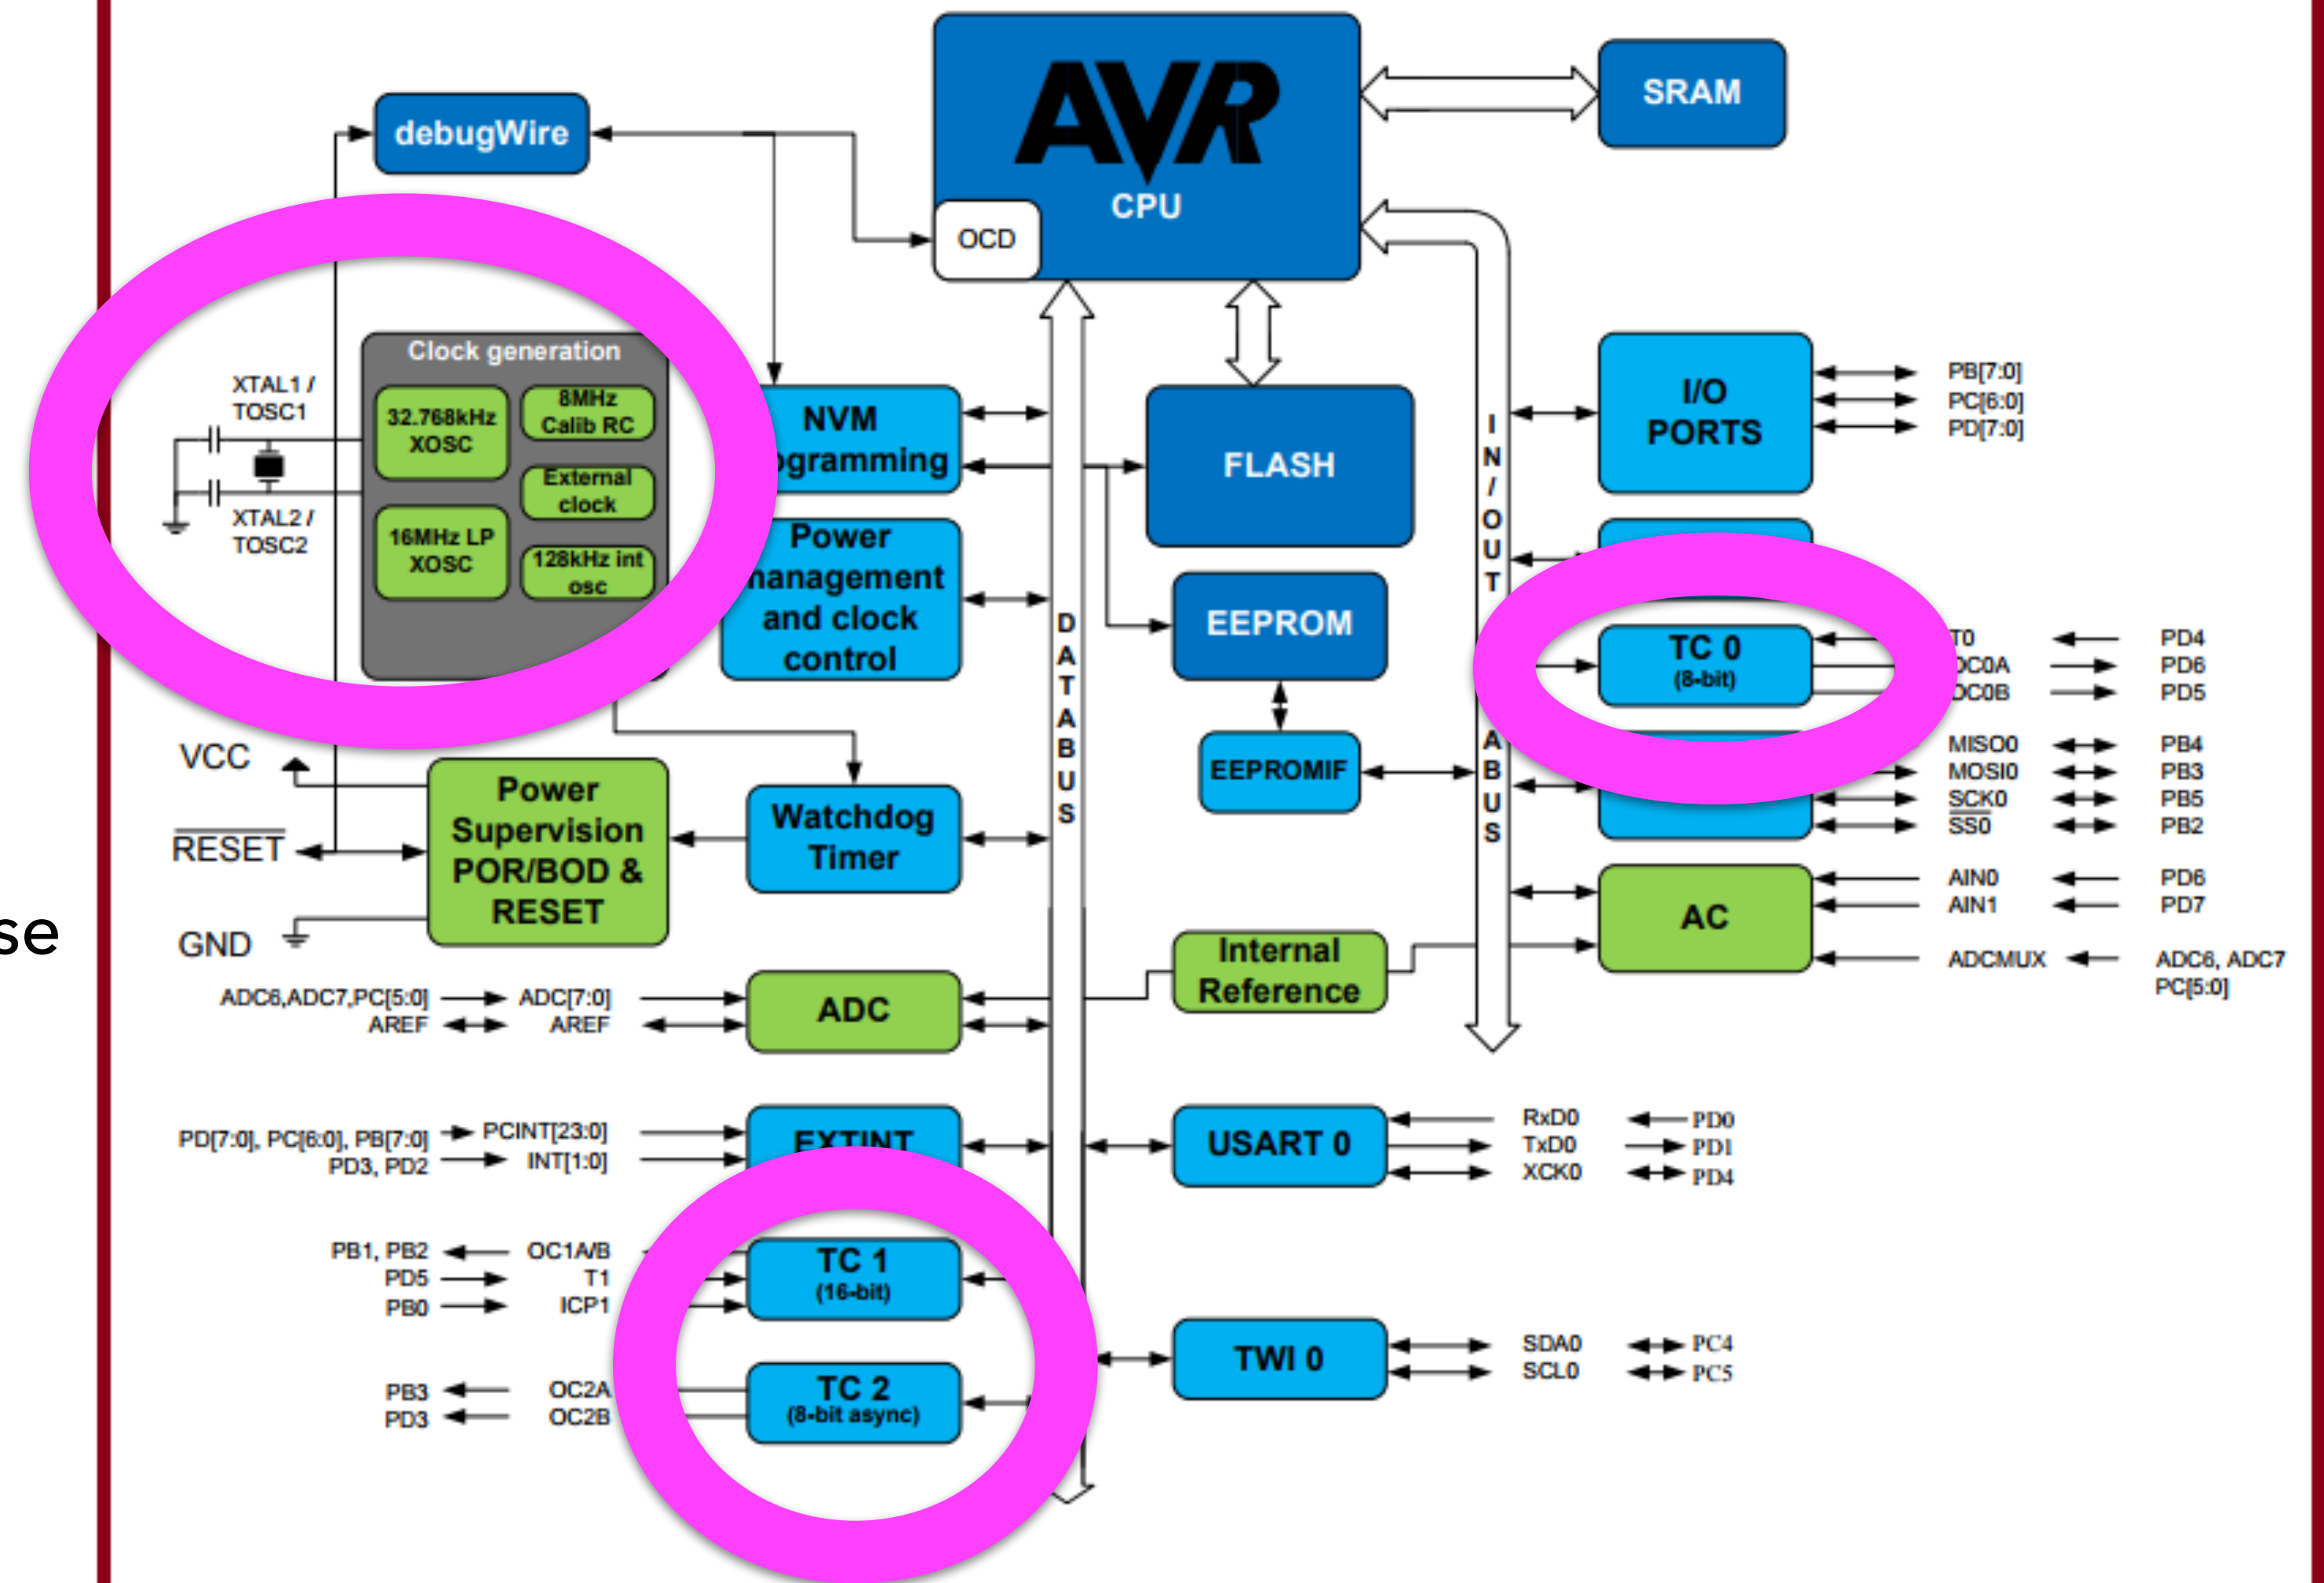 AVR
CPU
OCD
SRAM
debugWire
Clock generation
XTAL1 /
TOSC1
32.768kHz
XOSC
8MHz
Calib RC
External
clock
XTAL2 /
TOSC2
16MHz LP
XOSC
128kHz int
osc
NVM
Power
and clock
control
FLASH
EEPROM
EEPROMIF
DATABUS
IN/OUT
ABUS
I/O
PORTS
PB[7:0]
PC[6:0]
PD[7:0]
TC 0
(8-bit)
T0 PD4
OC0A PD6
OC0B PD5
MISO0 PB4
MOSI0 PB3
SCK0 PB5
SS0 PB2
AC
AIN0 PD6
AIN1 PD7
ADCMUX ADC6, ADC7
PC[5:0]
VCC
RESET
GND
Power
Supervision
POR/BOD &
RESET
Watchdog
Timer
Internal
Reference
ADC6,ADC7,PC[5:0] ADC[7:0]
AREF AREF
ADC
PD[7:0], PC[6:0], PB[7:0] PCINT[23:0]
PD3, PD2 INT[1:0]
EXTINT
USART 0
RxD0 PD0
TxD0 PD1
XCK0 PD4
PB1, PB2 OC1A/B
PD5 T1
PB0 ICP1
TC 1
(16-bit)
PB3 OC2A
PD3 OC2B
TC 2
(8-bit async)
TWI 0
SDA0 PC4
SCL0 PC5